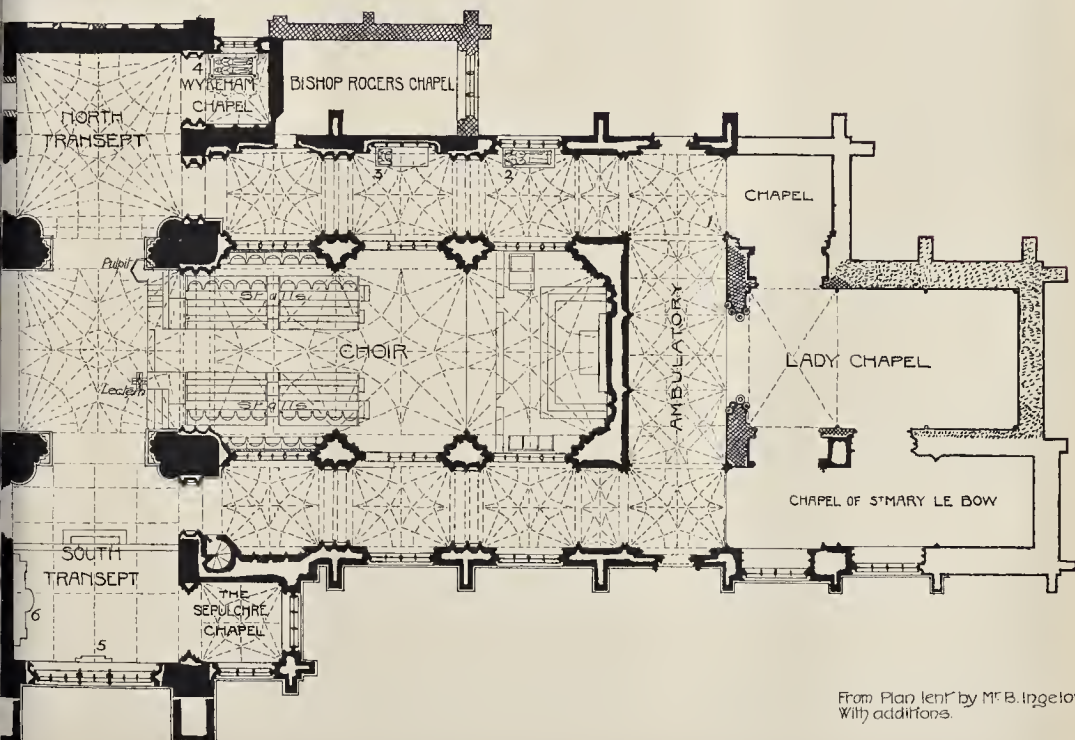 4
WYKEHAM
CHAPEL
BISHOP ROGERS CHAPEL
NORTH
TRANSEPT
3
2
1
CHAPEL
Pulpit
Stalls
CHOIR
AMBULATORY
LADY CHAPEL
Lectern
Stalls
CHAPEL OF ST MARY LE BOW
SOUTH
TRANSEPT
THE
SEPULCHRE
CHAPEL
6
5
From Plan lent by Mr. B. Ingelo
With additions.